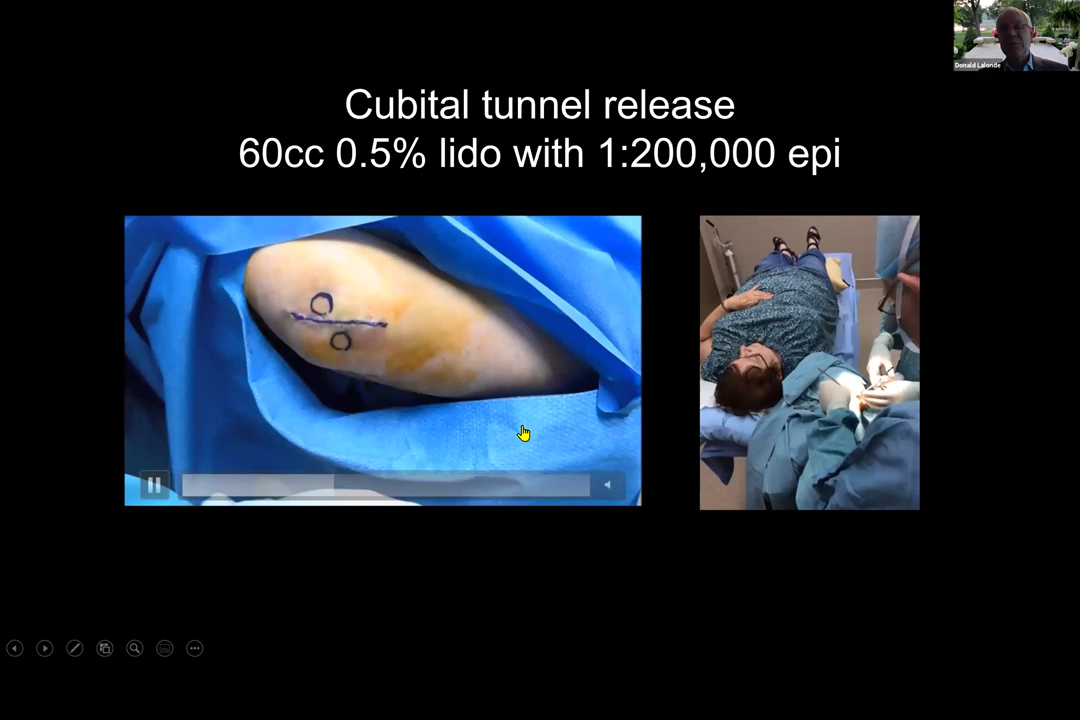 Donald Lalonde
Cubital tunnel release
60cc 0.5% lido with 1:200,000 epi